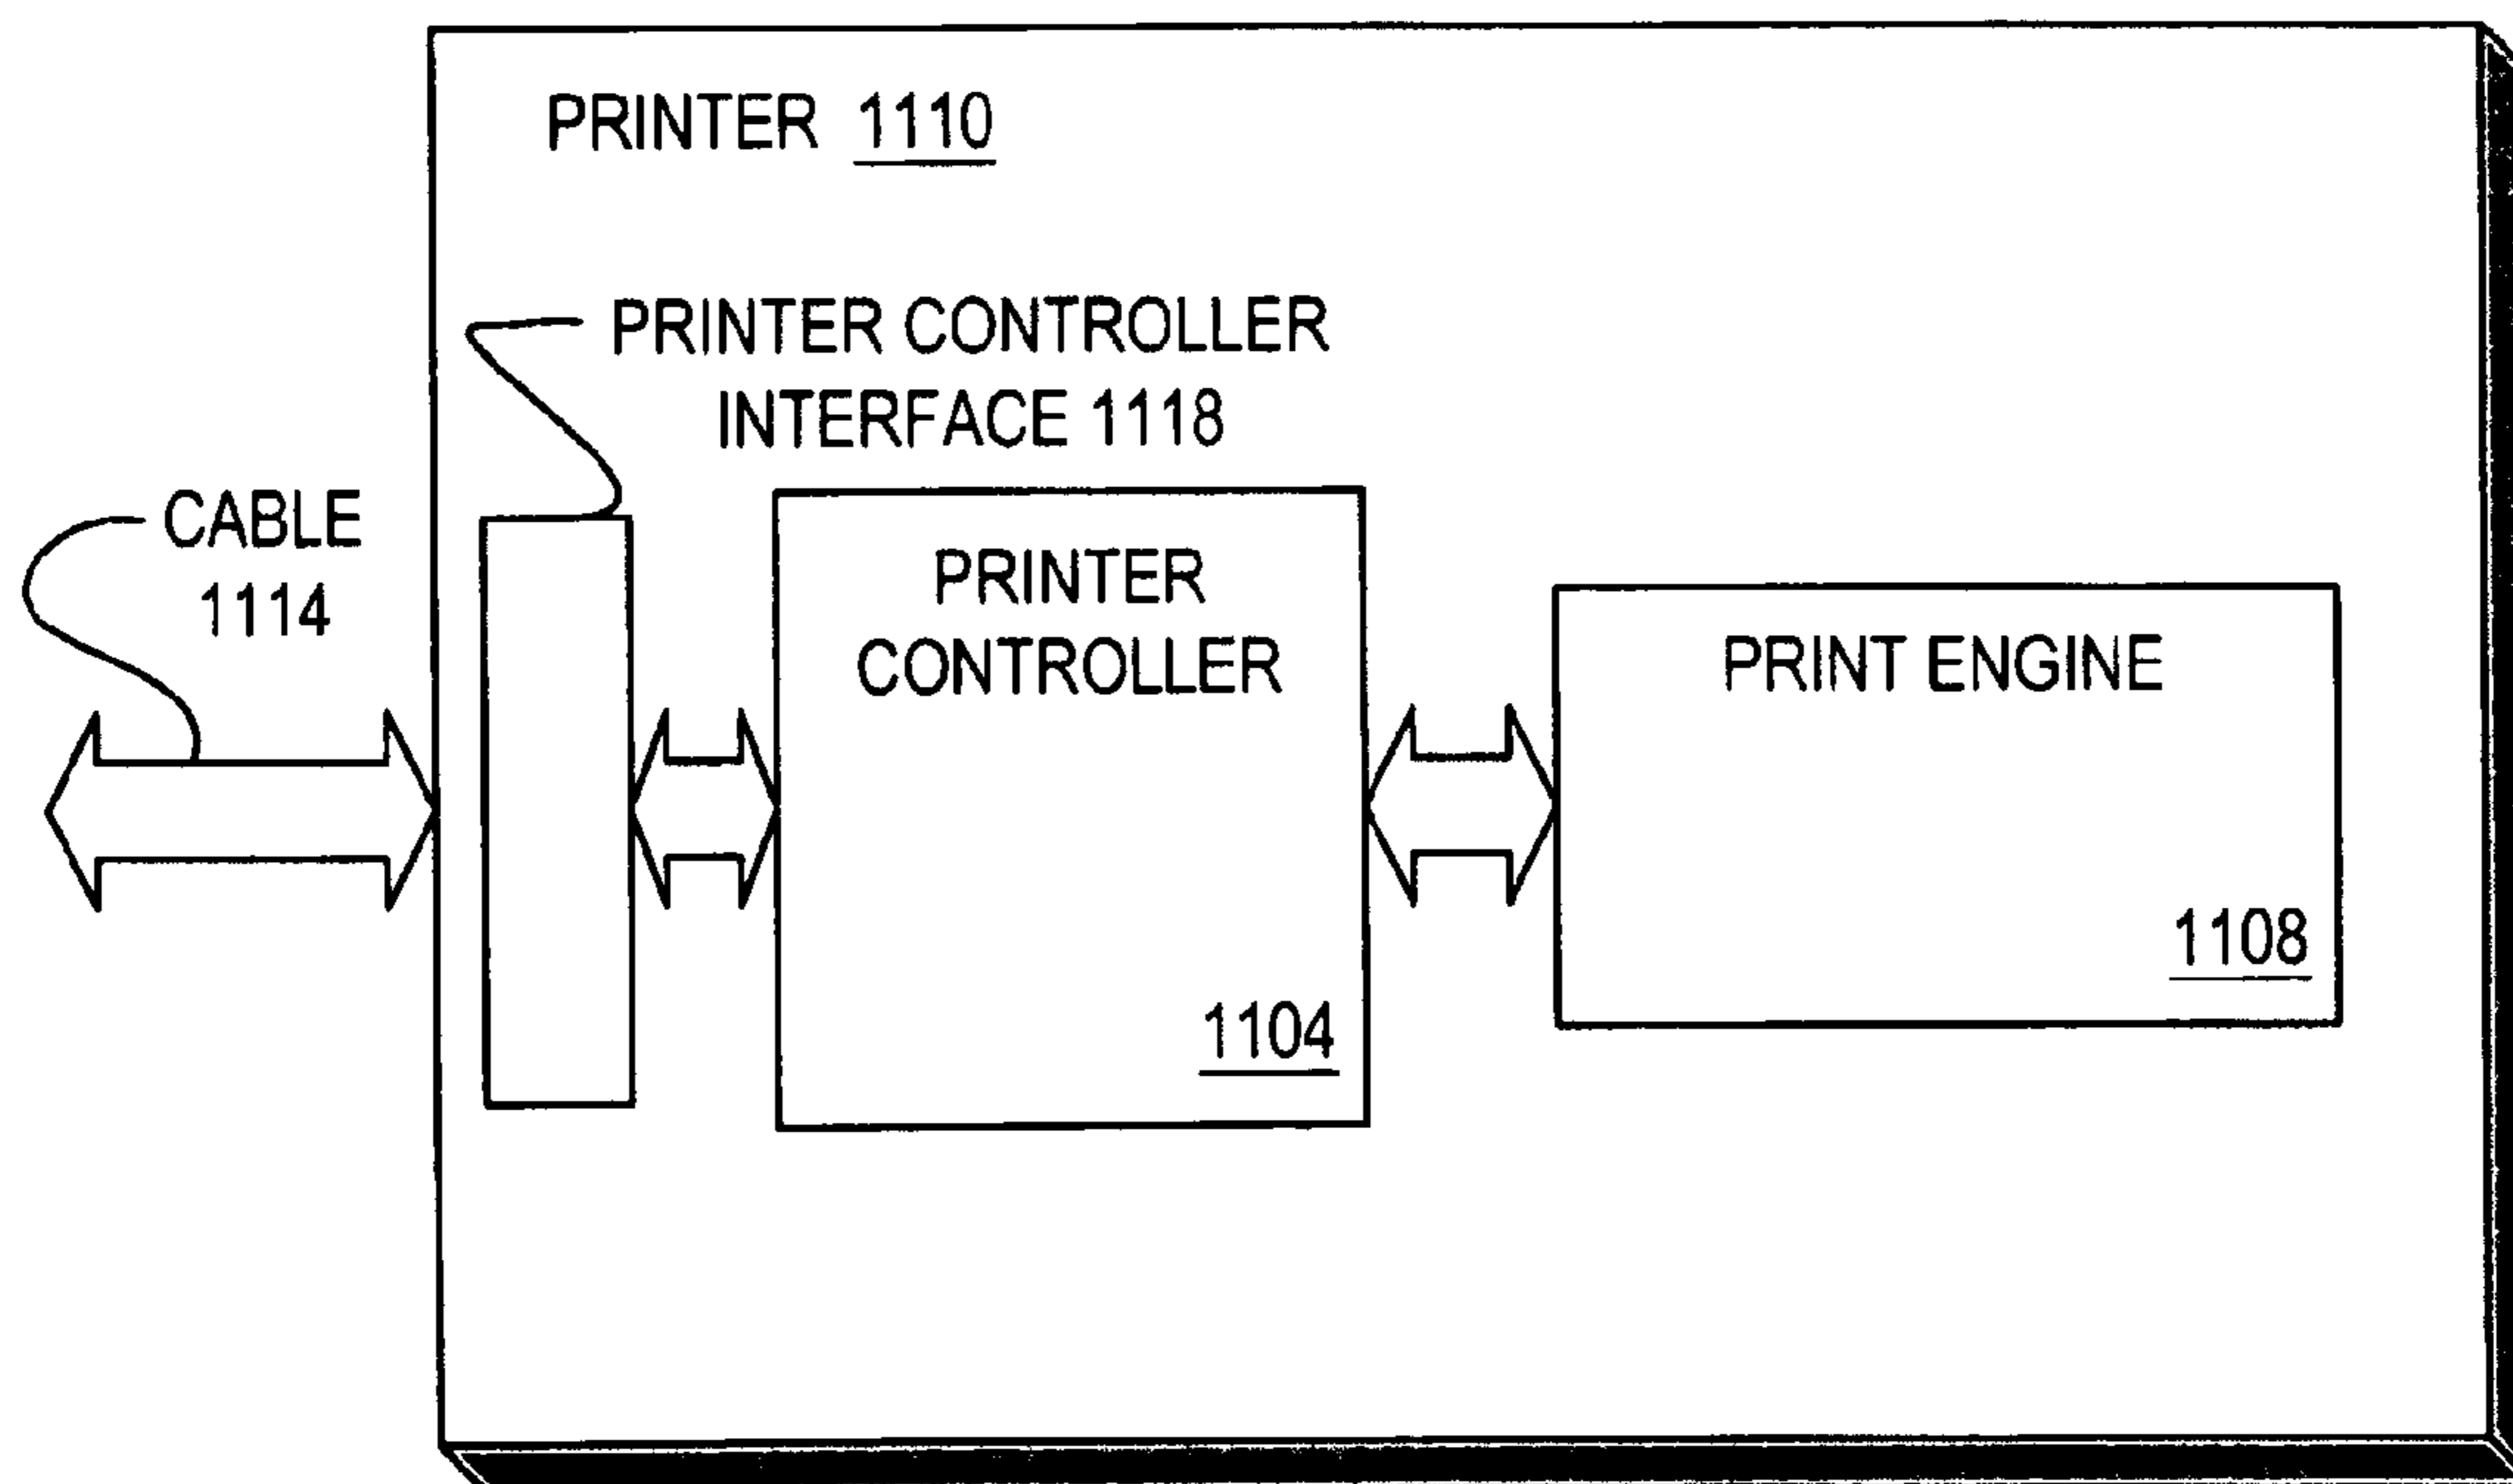 PRINTER 1110
PRINTER CONTROLLER
INTERFACE 1118
CABLE
1114
PRINTER
CONTROLLER
1104
PRINT ENGINE
1108